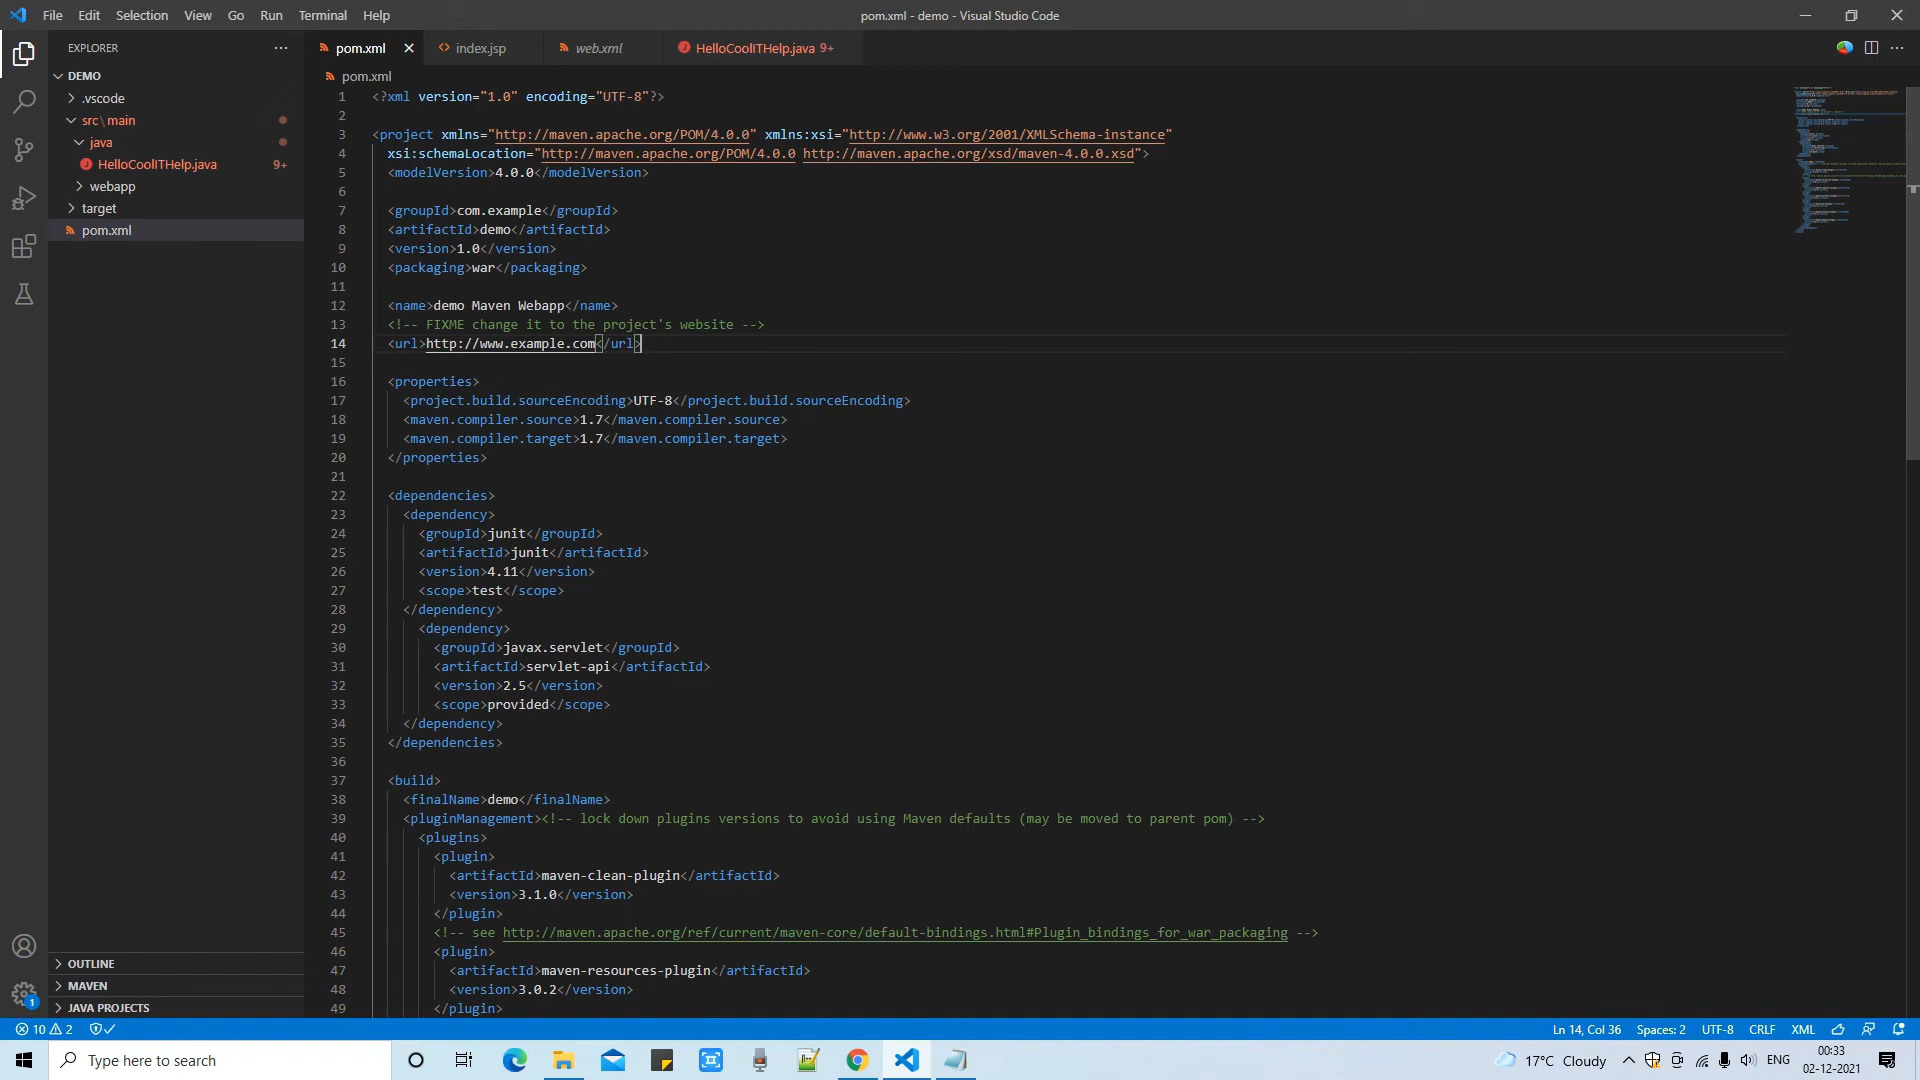 File Edit Selection View Go Run Terminal Help
pom.xml - demo - Visual Studio Code
EXPLORER
DEMO
.vscode
src\main
java
HelloCoolITHelp.java 9+
webapp
target
pom.xml
OUTLINE
MAVEN
JAVA PROJECTS
pom.xml
index.jsp
web.xml
HelloCoolITHelp.java 9+
pom.xml
1 <?xml version="1.0" encoding="UTF-8"?>
2
3 <project xmlns="http://maven.apache.org/POM/4.0.0" xmlns:xsi="http://www.w3.org/2001/XMLSchema-instance"
4 xsi:schemaLocation="http://maven.apache.org/POM/4.0.0 http://maven.apache.org/xsd/maven-4.0.0.xsd">
5 <modelVersion>4.0.0</modelVersion>
6
7 <groupId>com.example</groupId>
8 <artifactId>demo</artifactId>
9 <version>1.0</version>
10 <packaging>war</packaging>
11
12 <name>demo Maven Webapp</name>
13 <!-- FIXME change it to the project's website -->
14 <url>http://www.example.com</url>
15
16 <properties>
17 <project.build.sourceEncoding>UTF-8</project.build.sourceEncoding>
18 <maven.compiler.source>1.7</maven.compiler.source>
19 <maven.compiler.target>1.7</maven.compiler.target>
20 </properties>
21
22 <dependencies>
23 <dependency>
24 <groupId>junit</groupId>
25 <artifactId>junit</artifactId>
26 <version>4.11</version>
27 <scope>test</scope>
28 </dependency>
29 <dependency>
30 <groupId>javax.servlet</groupId>
31 <artifactId>servlet-api</artifactId>
32 <version>2.5</version>
33 <scope>provided</scope>
34 </dependency>
35 </dependencies>
36
37 <build>
38 <finalName>demo</finalName>
39 <pluginManagement><!-- lock down plugins versions to avoid using Maven defaults (may be moved to parent pom) -->
40 <plugins>
41 <plugin>
42 <artifactId>maven-clean-plugin</artifactId>
43 <version>3.1.0</version>
44 </plugin>
45 <!-- see http://maven.apache.org/ref/current/maven-core/default-bindings.html#Plugin_bindings_for_war_packaging -->
46 <plugin>
47 <artifactId>maven-resources-plugin</artifactId>
48 <version>3.0.2</version>
49 </plugin>
10 2
Ln 14, Col 36 Spaces: 2 UTF-8 CRLF XML
1
Type here to search
17°C Cloudy
ENG
00:33
02-12-2021